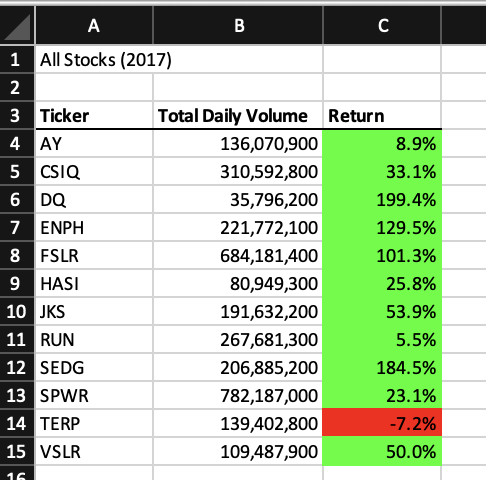 A B C
1 All Stocks (2017)
2
3 Ticker Total Daily Volume Return
4 AY 136,070,900 8.9%
5 CSIQ 310,592,800 33.1%
6 DQ 35,796,200 199.4%
7 ENPH 221,772,100 129.5%
8 FSLR 684,181,400 101.3%
9 HASI 80,949,300 25.8%
10 JKS 191,632,200 53.9%
11 RUN 267,681,300 5.5%
12 SEDG 206,885,200 184.5%
13 SPWR 782,187,000 23.1%
14 TERP 139,402,800 -7.2%
15 VSLR 109,487,900 50.0%
16